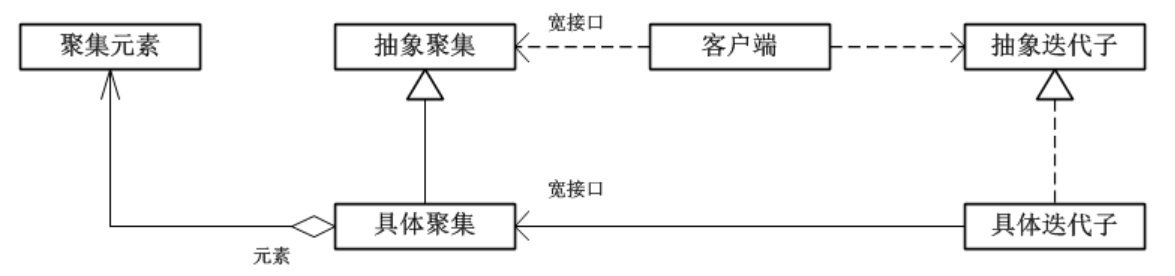 宽接口
聚集元素
抽象聚集
客户端
抽象迭代子
宽接口
具体聚集
具体迭代子
元素